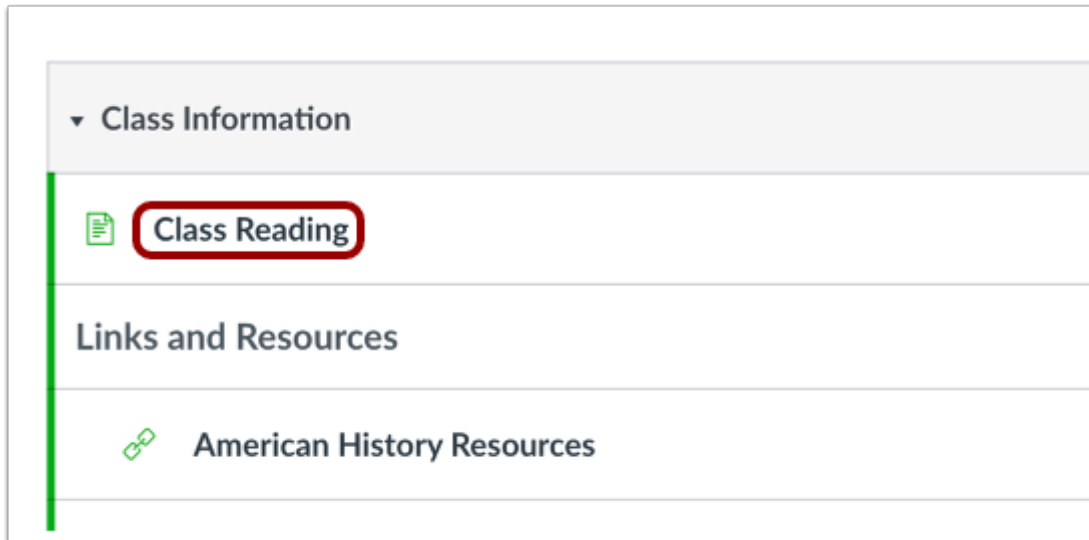 Class Information
Class Reading
Links and Resources
American History Resources